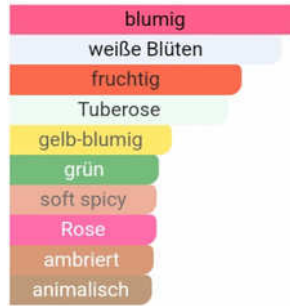 blumig
weiße Blüten
fruchtig
Tuberose
gelb-blumig
grün
soft spicy
Rose
ambriert
animalisch